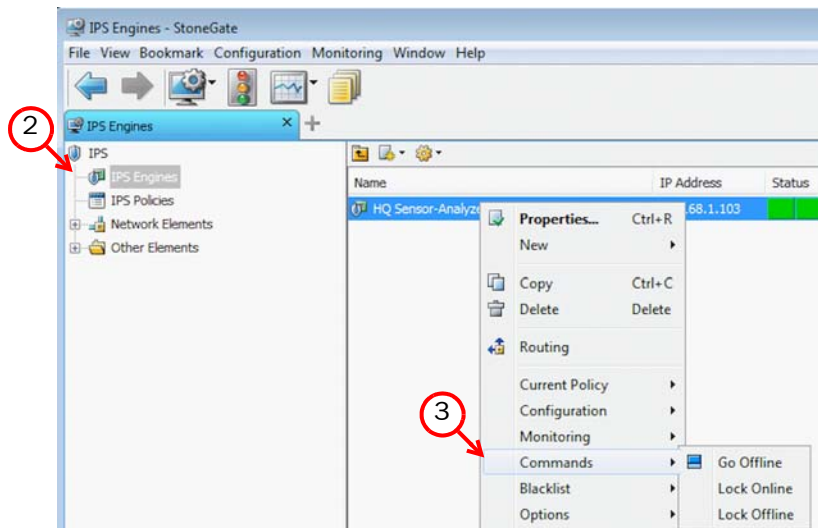 IPS Engines - StoneGate
File View Bookmark Configuration Monitoring Window Help
2
IPS Engines
IPS
IPS Engines
IPS Policies
Network Elements
Other Elements
Name IP Address Status
HQ Sensor-Analyze 68.1.103
Properties... Ctrl+R
New
Copy Ctrl+C
Delete Delete
Routing
Current Policy
Configuration
3
Monitoring
Commands
Go Offline
Blacklist
Lock Online
Options
Lock Offline